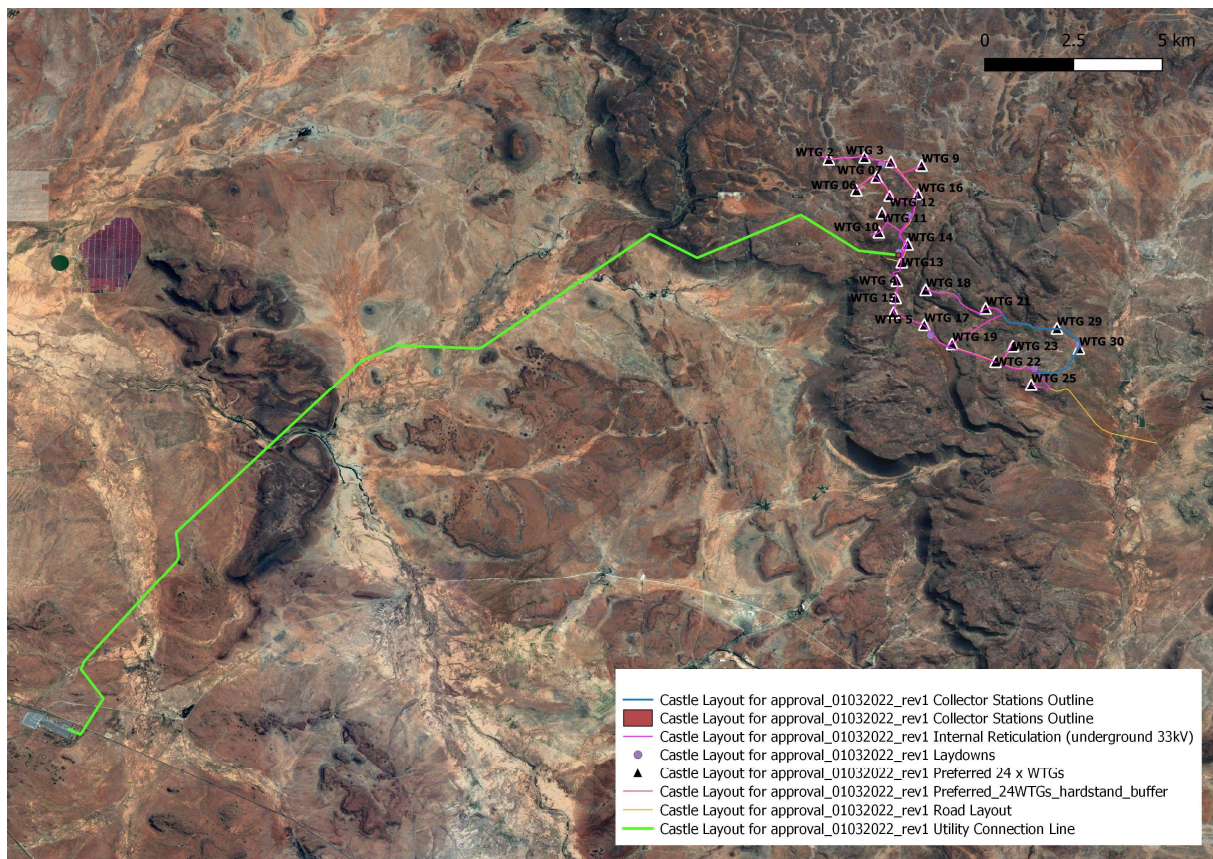 0 2.5 5 km
WTG 2
WTG 3
WTG 9
WTG 07
WTG 06
WTG 16
WTG 12
WTG 11
WTG 10
WTG 14
WTG13
WTG 4
WTG 18
WTG 15
WTG 21
WTG 5
WTG 17
WTG 29
WTG 19
WTG 23
WTG 30
WTG 22
WTG 25
Castle Layout for approval_01032022_rev1 Collector Stations Outline
Castle Layout for approval_01032022_rev1 Collector Stations Outline
Castle Layout for approval_01032022_rev1 Internal Reticulation (underground 33kV)
Castle Layout for approval_01032022_rev1 Laydowns
Castle Layout for approval_01032022_rev1 Preferred 24 x WTGs
Castle Layout for approval_01032022_rev1 Preferred_24WTGs_hardstand_buffer
Castle Layout for approval_01032022_rev1 Road Layout
Castle Layout for approval_01032022_rev1 Utility Connection Line